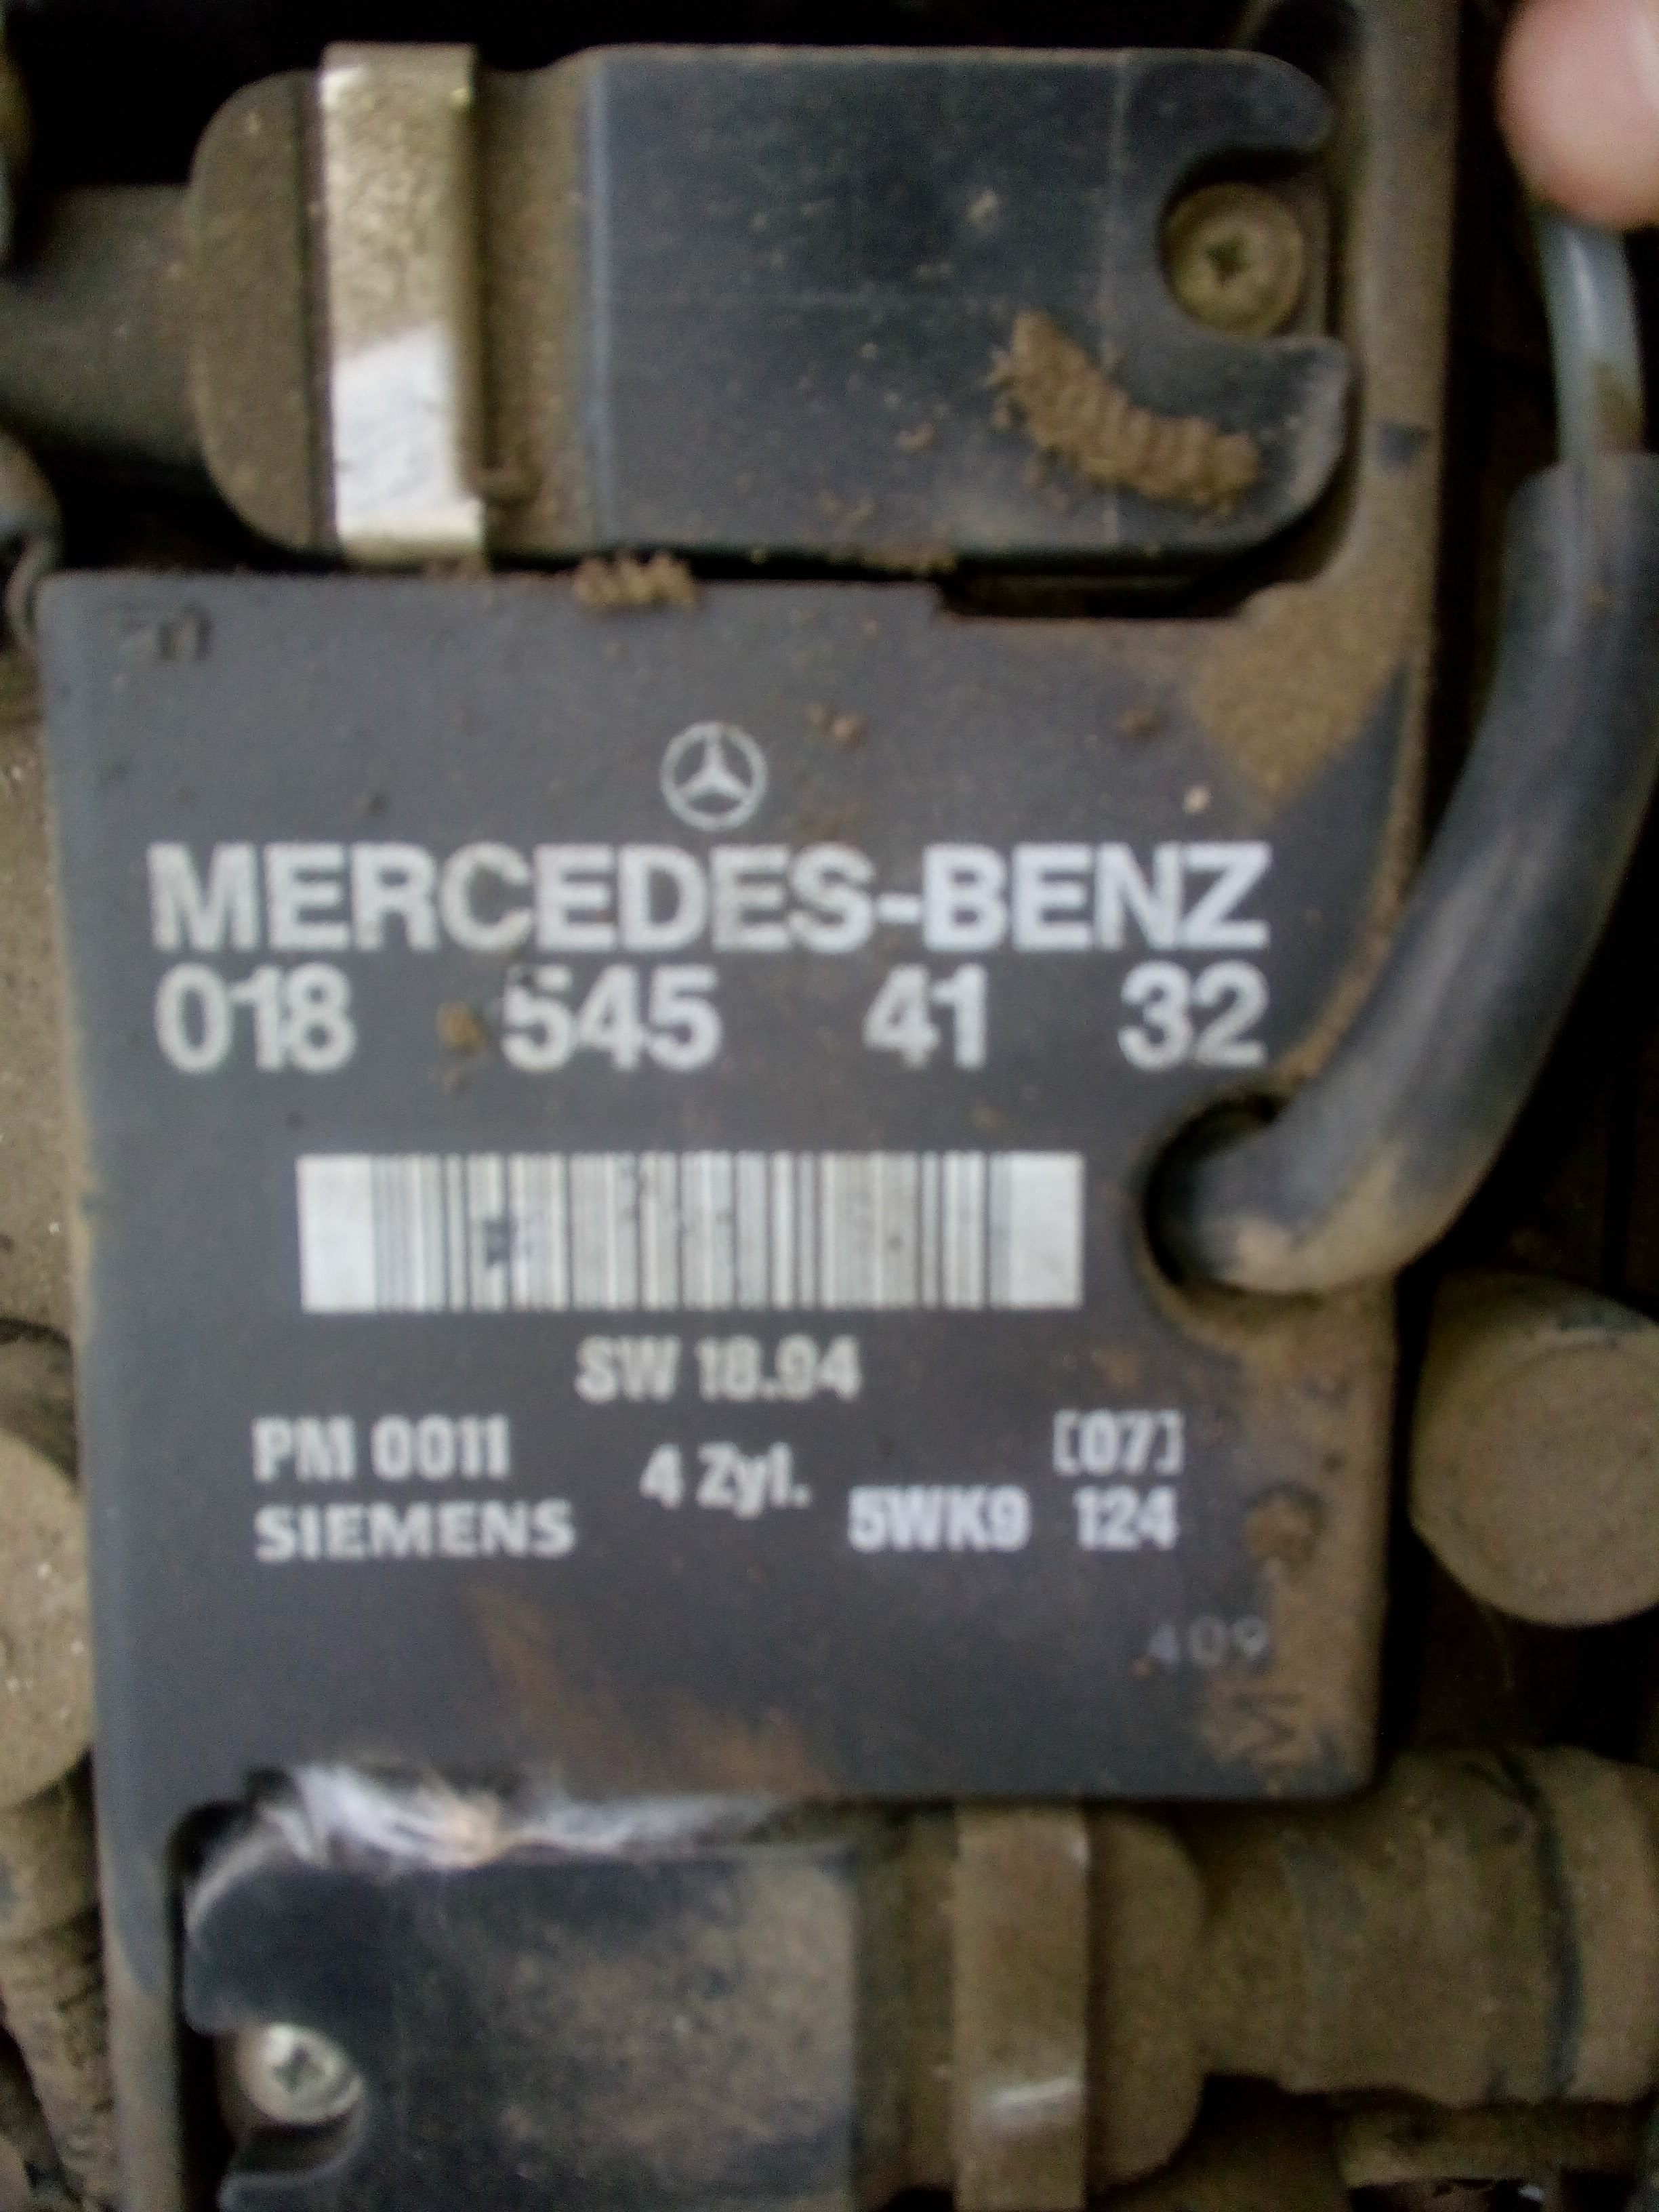 MERCEDES-BENZ
018 545 41 32
SW 18.94
PM 0011 4 Zyl. [07]
SIEMENS 5WK9 124
409
M